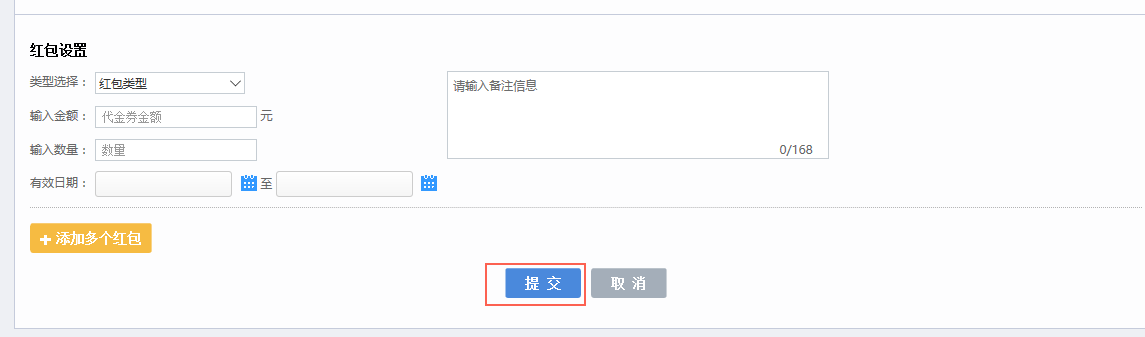 红包设置
类型选择： 红包类型
请输入备注信息
输入金额： 代金券金额 元
输入数量： 数量
0/168
有效日期： 至
添加多个红包
提 交 取 消